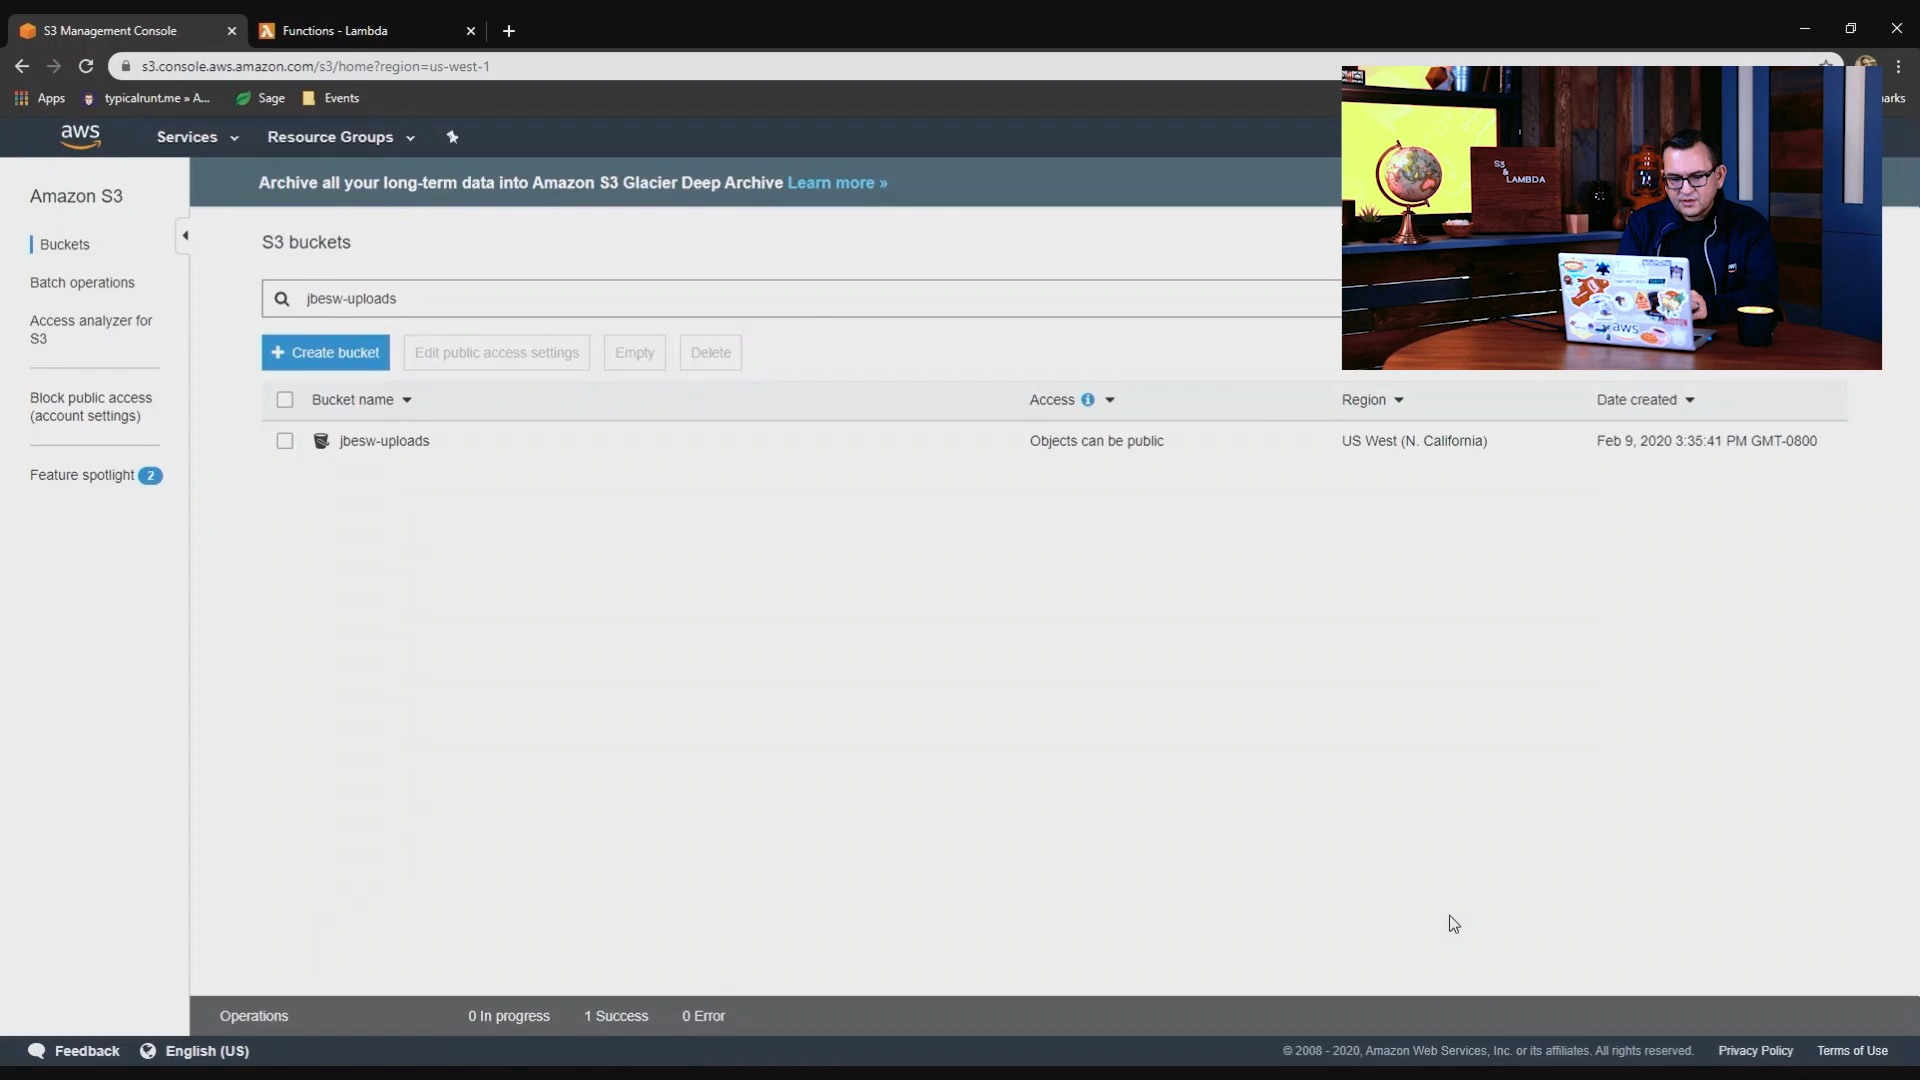 S3 Management Console
Functions - Lambda
s3.console.aws.amazon.com/s3/home?region=us-west-1
Apps
typicalrunt.me » A...
Sage
Events
arks
aws
Services
Resource Groups
Amazon S3
Buckets
Batch operations
Access analyzer for
S3
Block public access
(account settings)
Feature spotlight 2
Archive all your long-term data into Amazon S3 Glacier Deep Archive Learn more »
S3 buckets
jbesw-uploads
+ Create bucket
Edit public access settings
Empty
Delete
Bucket name
Access
Region
Date created
jbesw-uploads
Objects can be public
US West (N. California)
Feb 9, 2020 3:35:41 PM GMT-0800
S3
&
LAMBDA
aws
BOSTON
Operations
0 In progress
1 Success
0 Error
Feedback
English (US)
© 2008 - 2020, Amazon Web Services, Inc. or its affiliates. All rights reserved.
Privacy Policy
Terms of Use